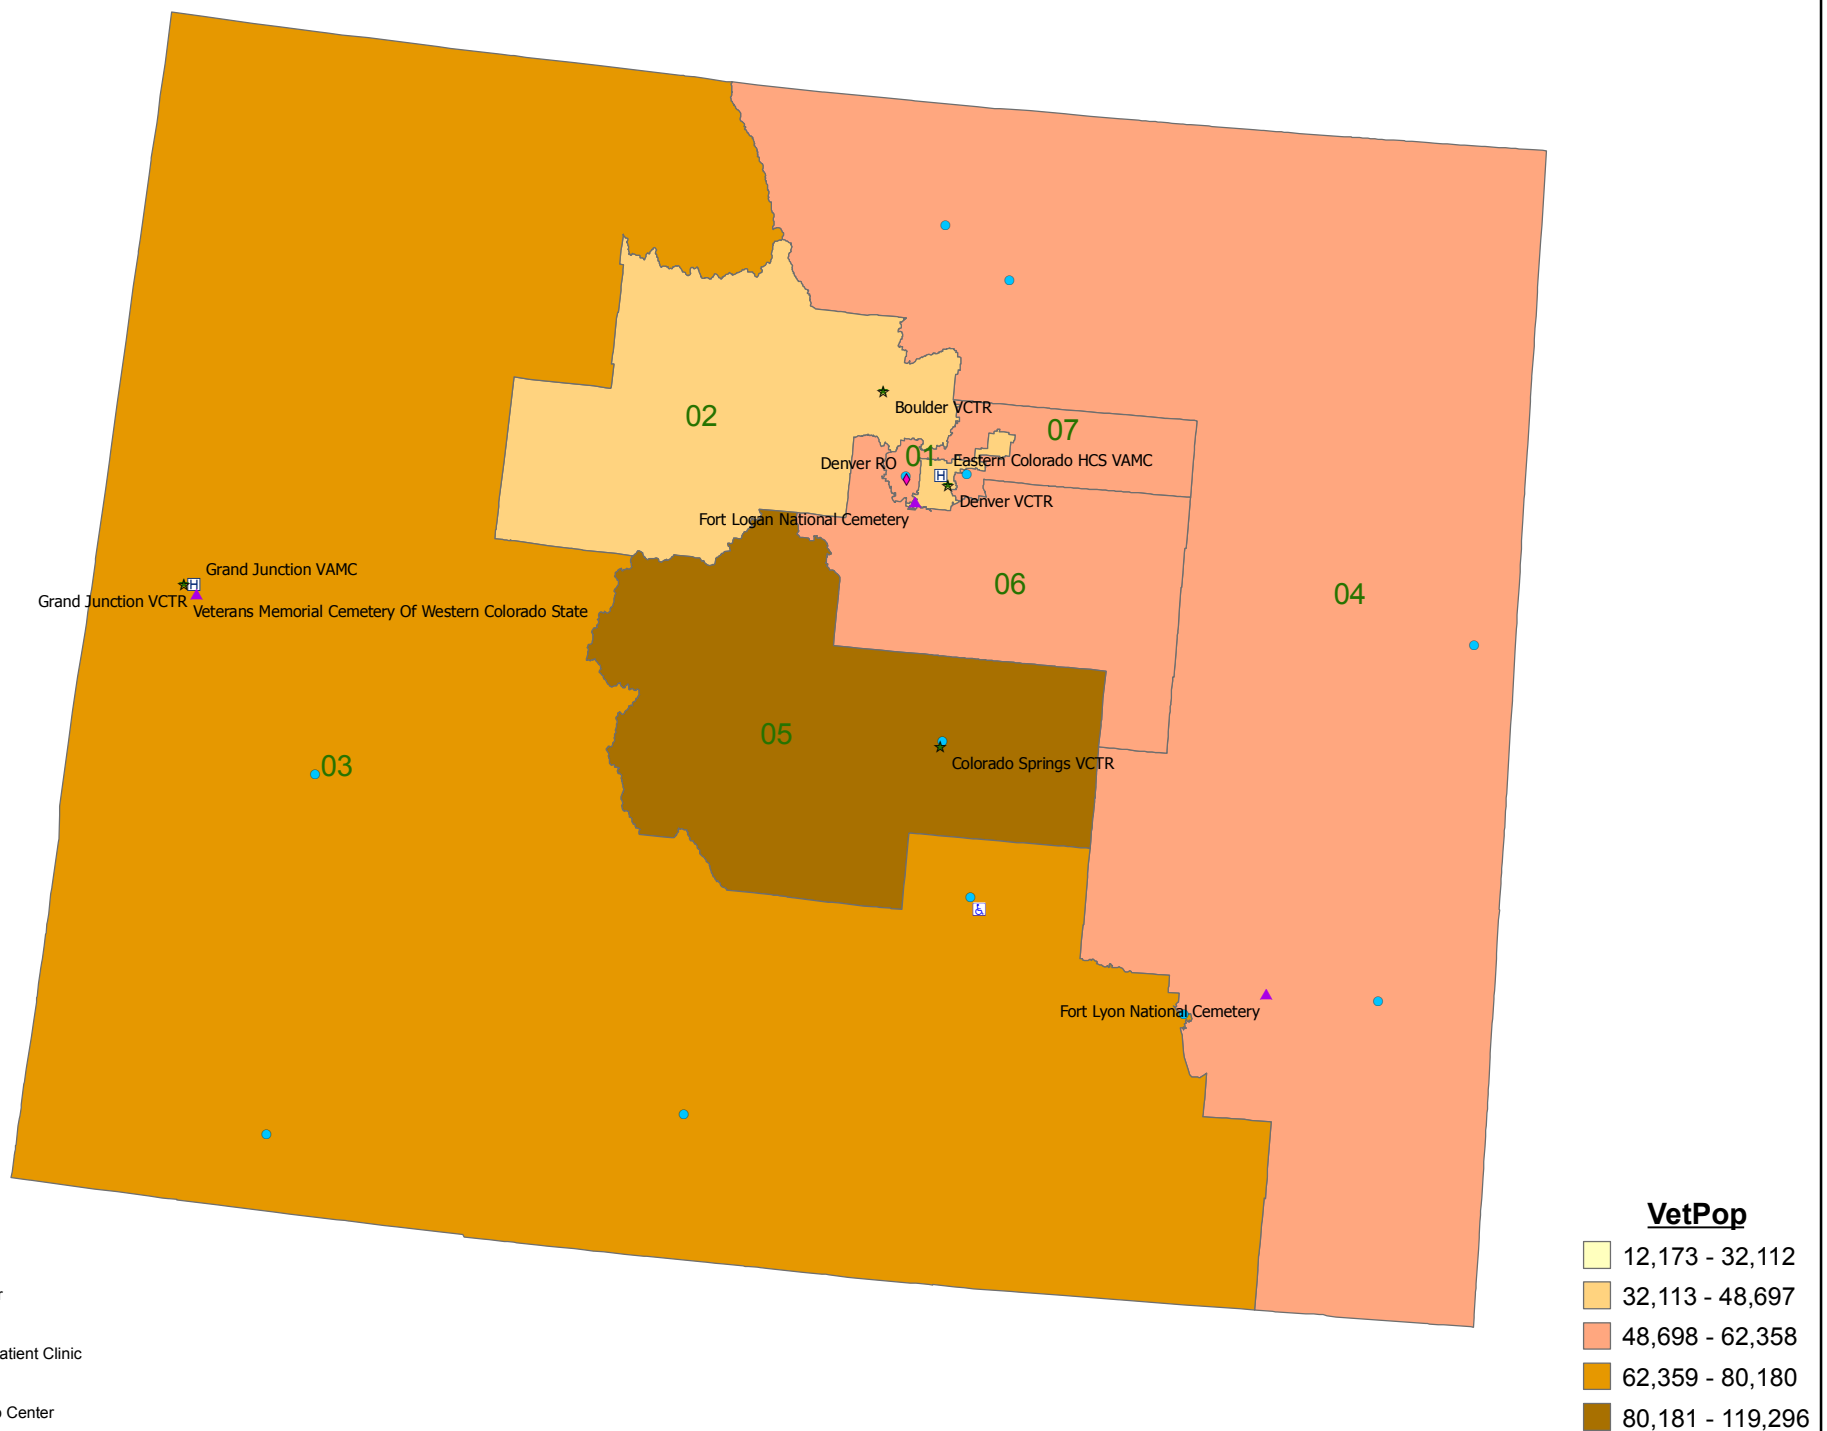 02
Boulder VCTR
07
01
Denver RO
Eastern Colorado HCS VAMC
Denver VCTR
Fort Logan National Cemetery
Grand Junction VAMC
Grand Junction VCTR
Veterans Memorial Cemetery Of Western Colorado State
06
04
05
03
Colorado Springs VCTR
Fort Lyon National Cemetery
VetPop
12,173 - 32,112
32,113 - 48,697
48,698 - 62,358
62,359 - 80,180
80,181 - 119,296
atient Clinic
Center